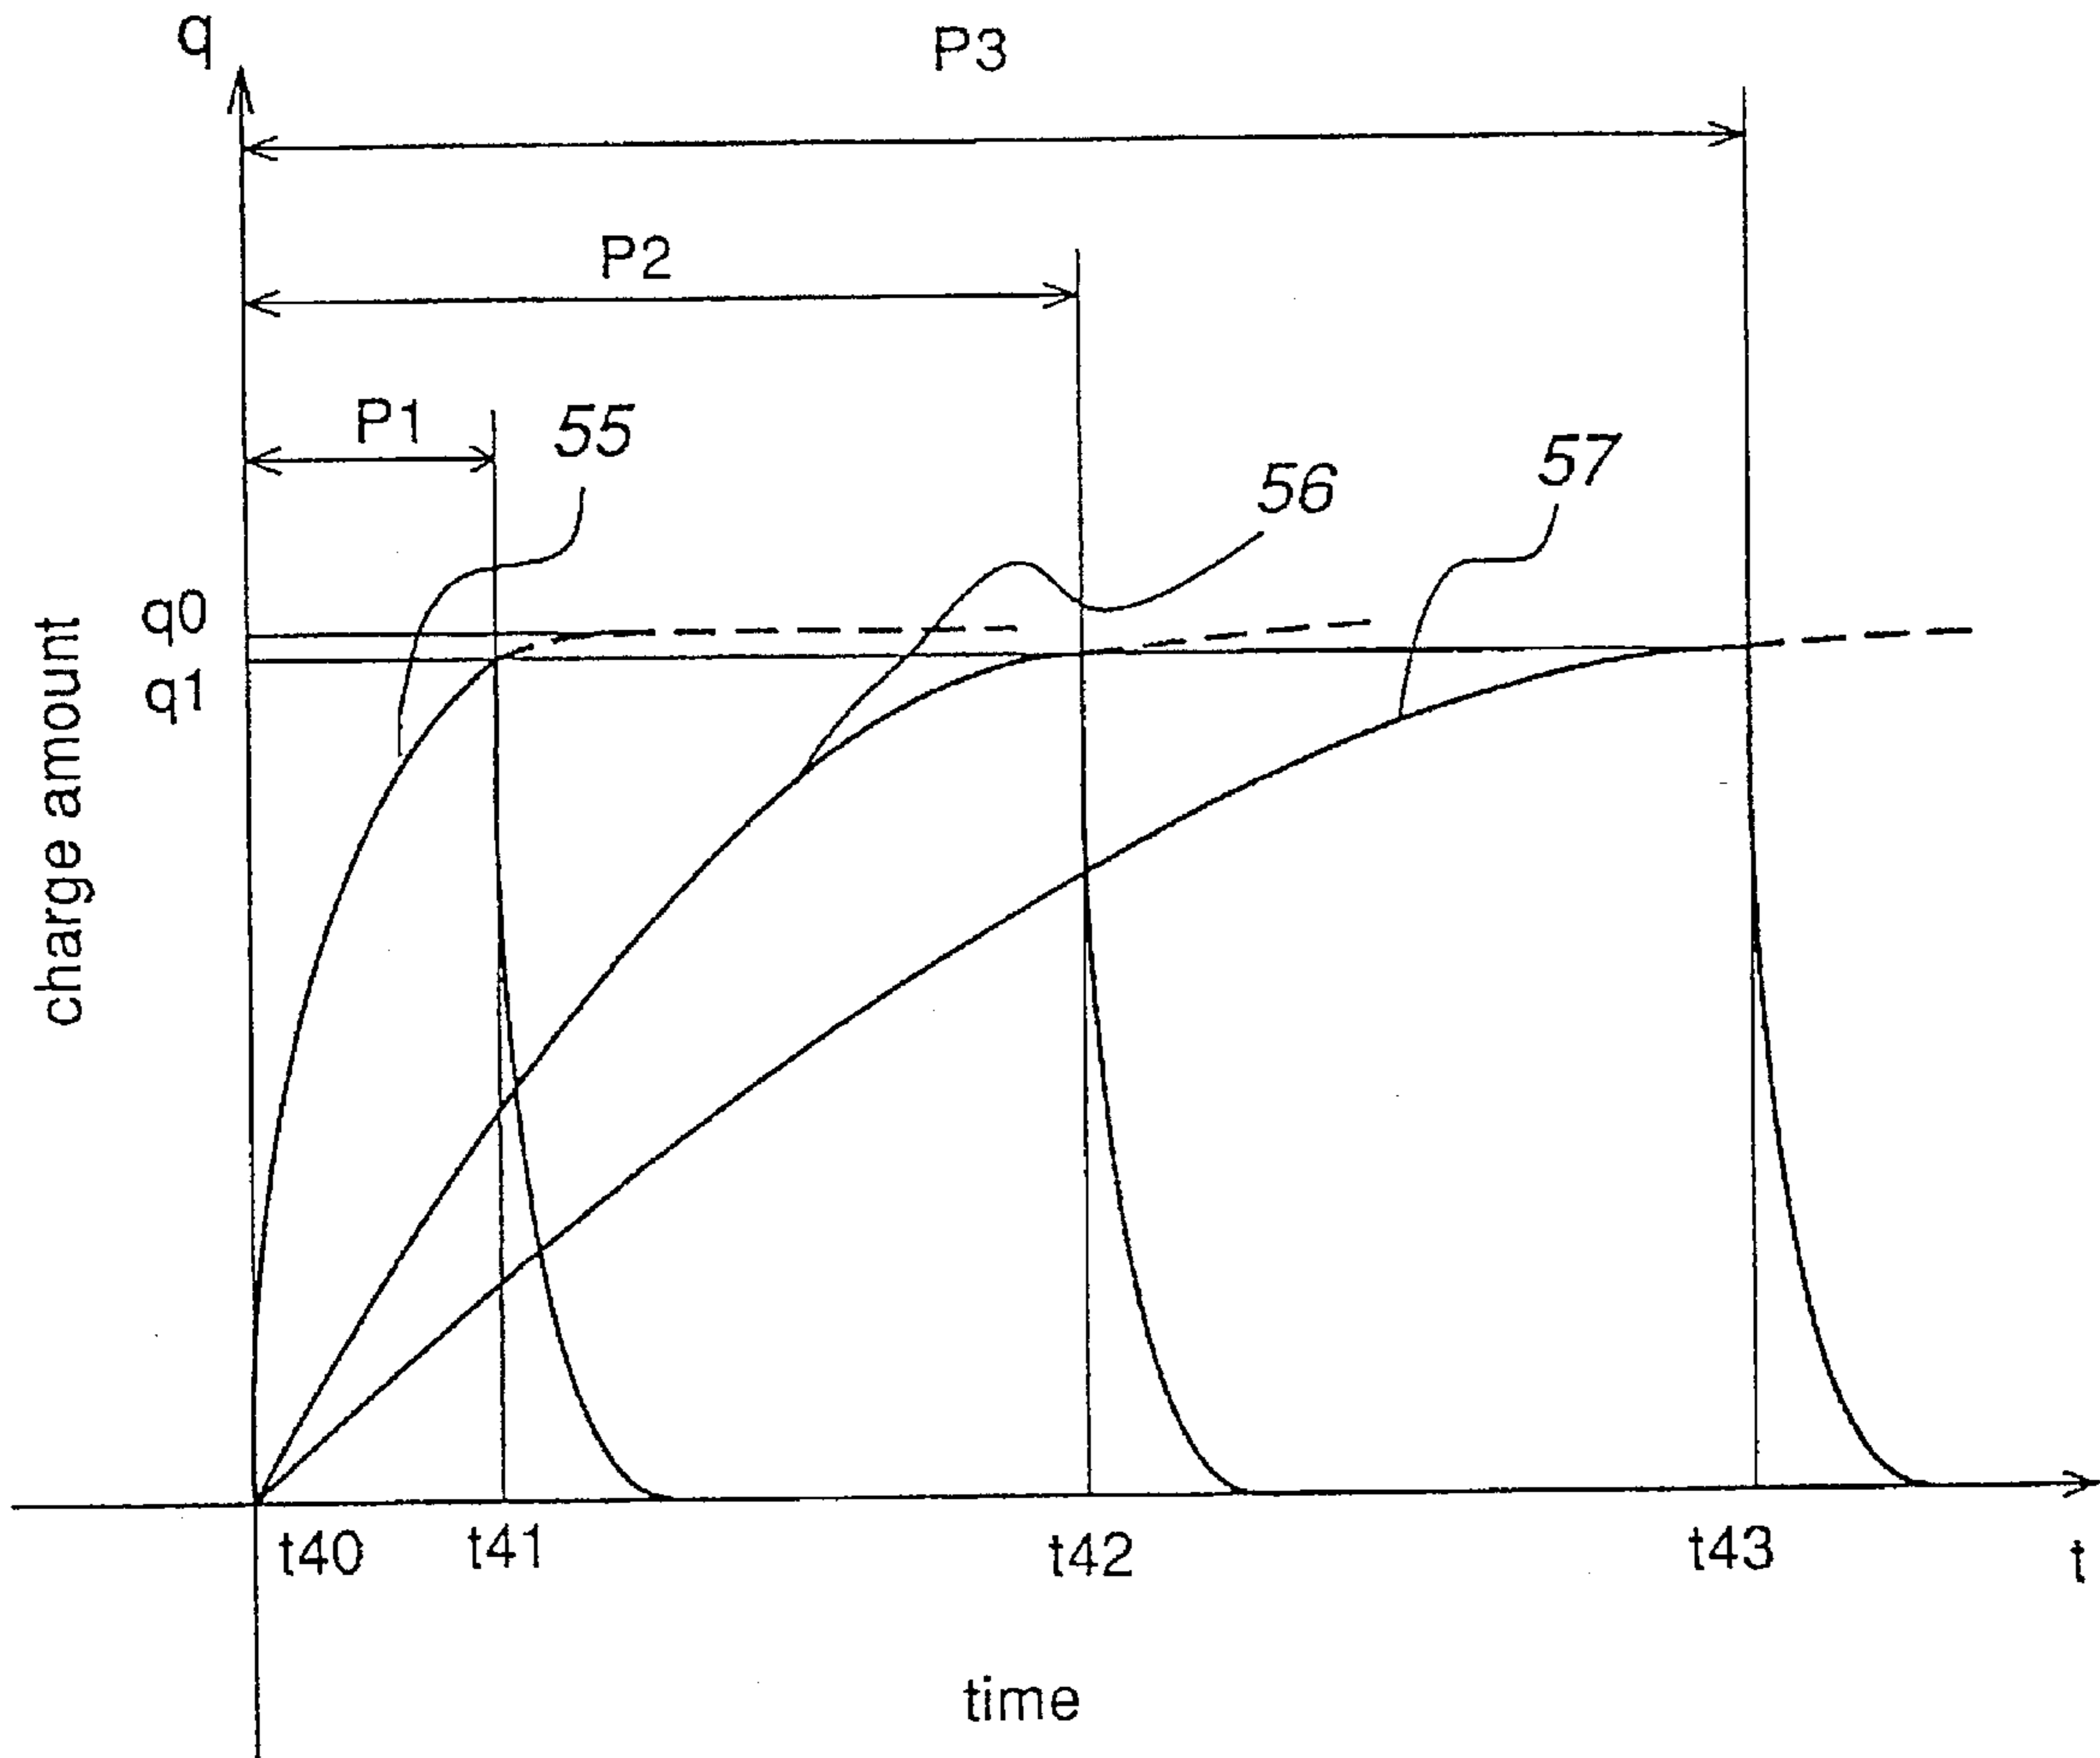 q
P3
P2
P1
55
56
57
q0
q1
charge amount
t40
t41
t42
t43
t
time